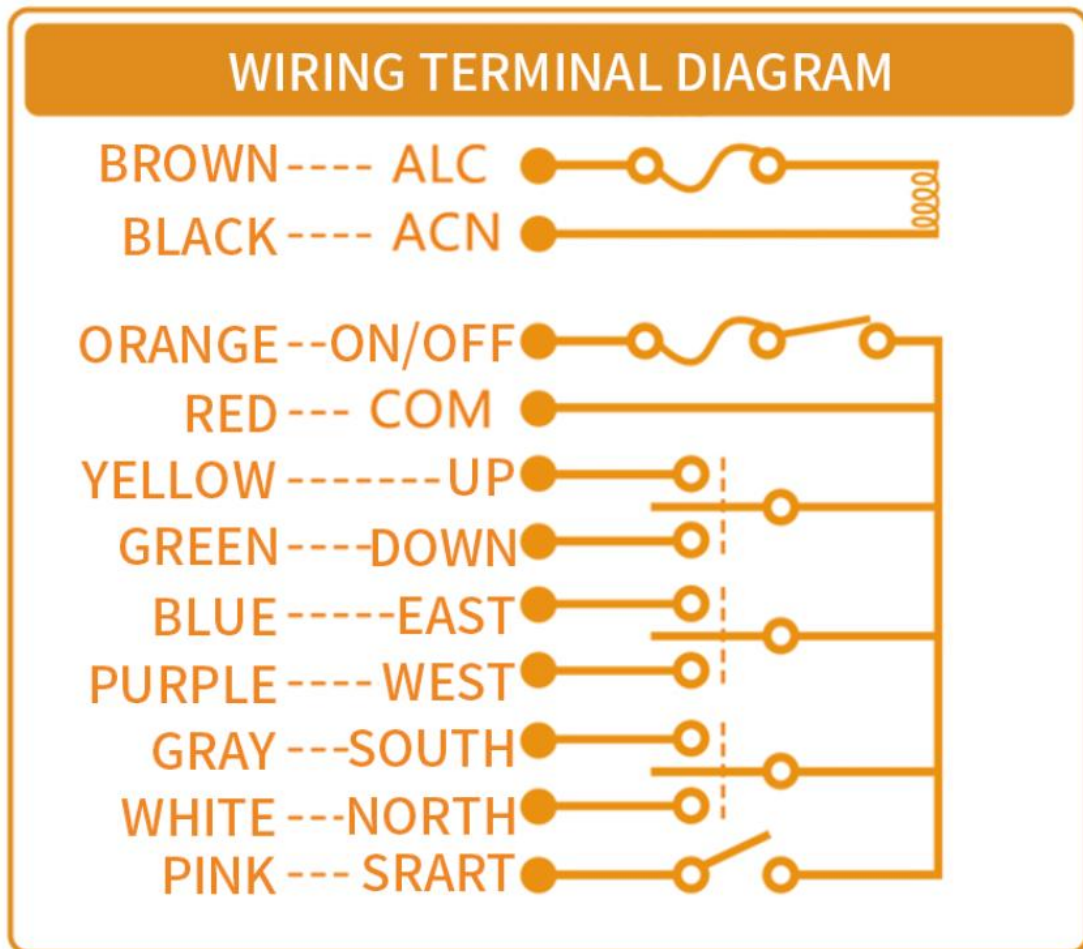 WIRING TERMINAL DIAGRAM
BROWN ---- ALC
BLACK ---- ACN
ORANGE --ON/OFF
RED --- COM
YELLOW -------UP
GREEN ----DOWN
BLUE -----EAST
PURPLE ---- WEST
GRAY ---SOUTH
WHITE ---NORTH
PINK --- SRART